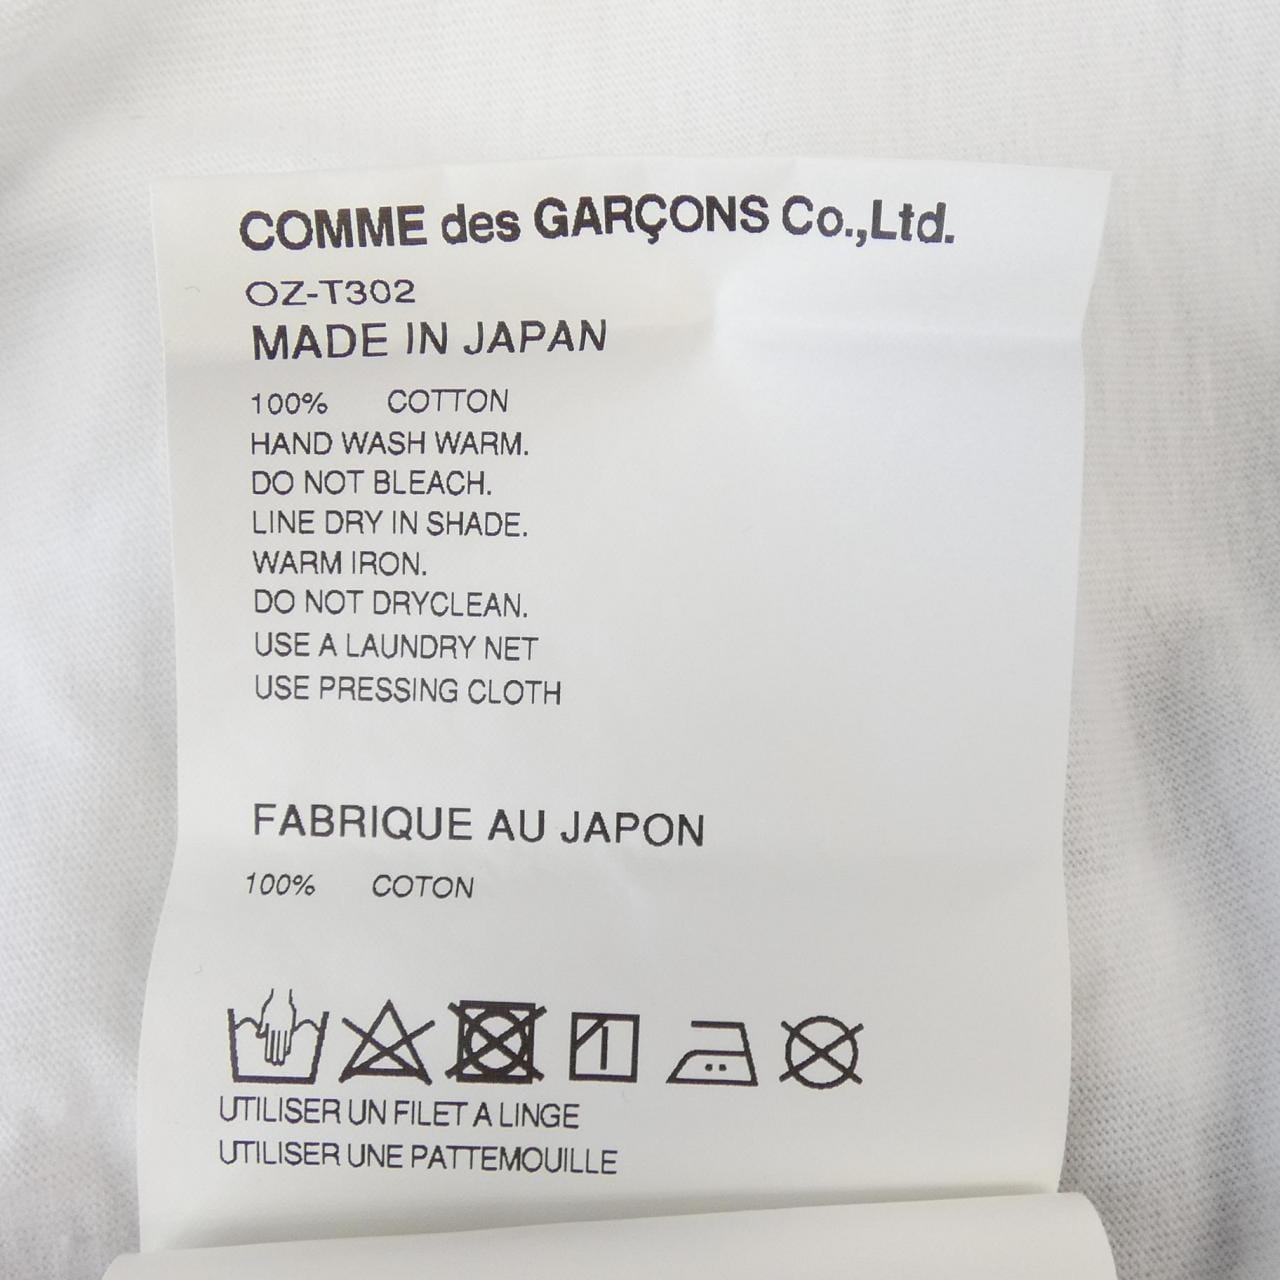 COMME des GARÇONS Co.,Ltd.
OZ-T302
MADE IN JAPAN
100% COTTON
HAND WASH WARM.
DO NOT BLEACH.
LINE DRY IN SHADE.
WARM IRON.
DO NOT DRYCLEAN.
USE A LAUNDRY NET
USE PRESSING CLOTH
FABRIQUE AU JAPON
100% COTON
UTILISER UN FILET A LINGE
UTILISER UNE PATTEMOUILLE